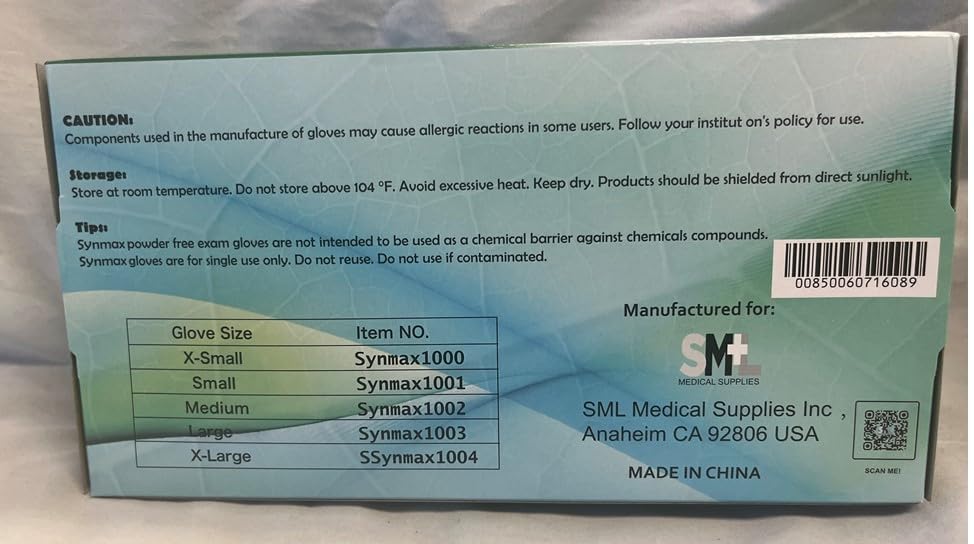 CAUTION:
Components used in the manufacture of gloves may cause allergic reactions in some users. Follow your institut on's policy for use.
Storage:
Store at room temperature. Do not store above 104 ºF. Avoid excessive heat. Keep dry. Products should be shielded from direct sunlight.
Tips:
Synmax powder free exam gloves are not intended to be used as a chemical barrier against chemicals compounds.
Synmax gloves are for single use only. Do not reuse. Do not use if contaminated.
00850060716089
Glove Size Item NO.
X-Small Synmax1000
Small Synmax1001
Medium Synmax1002
Large Synmax1003
X-Large SSynmax1004
Manufactured for:
SML
MEDICAL SUPPLIES
SML Medical Supplies Inc ,
Anaheim CA 92806 USA
MADE IN CHINA
SCAN ME!